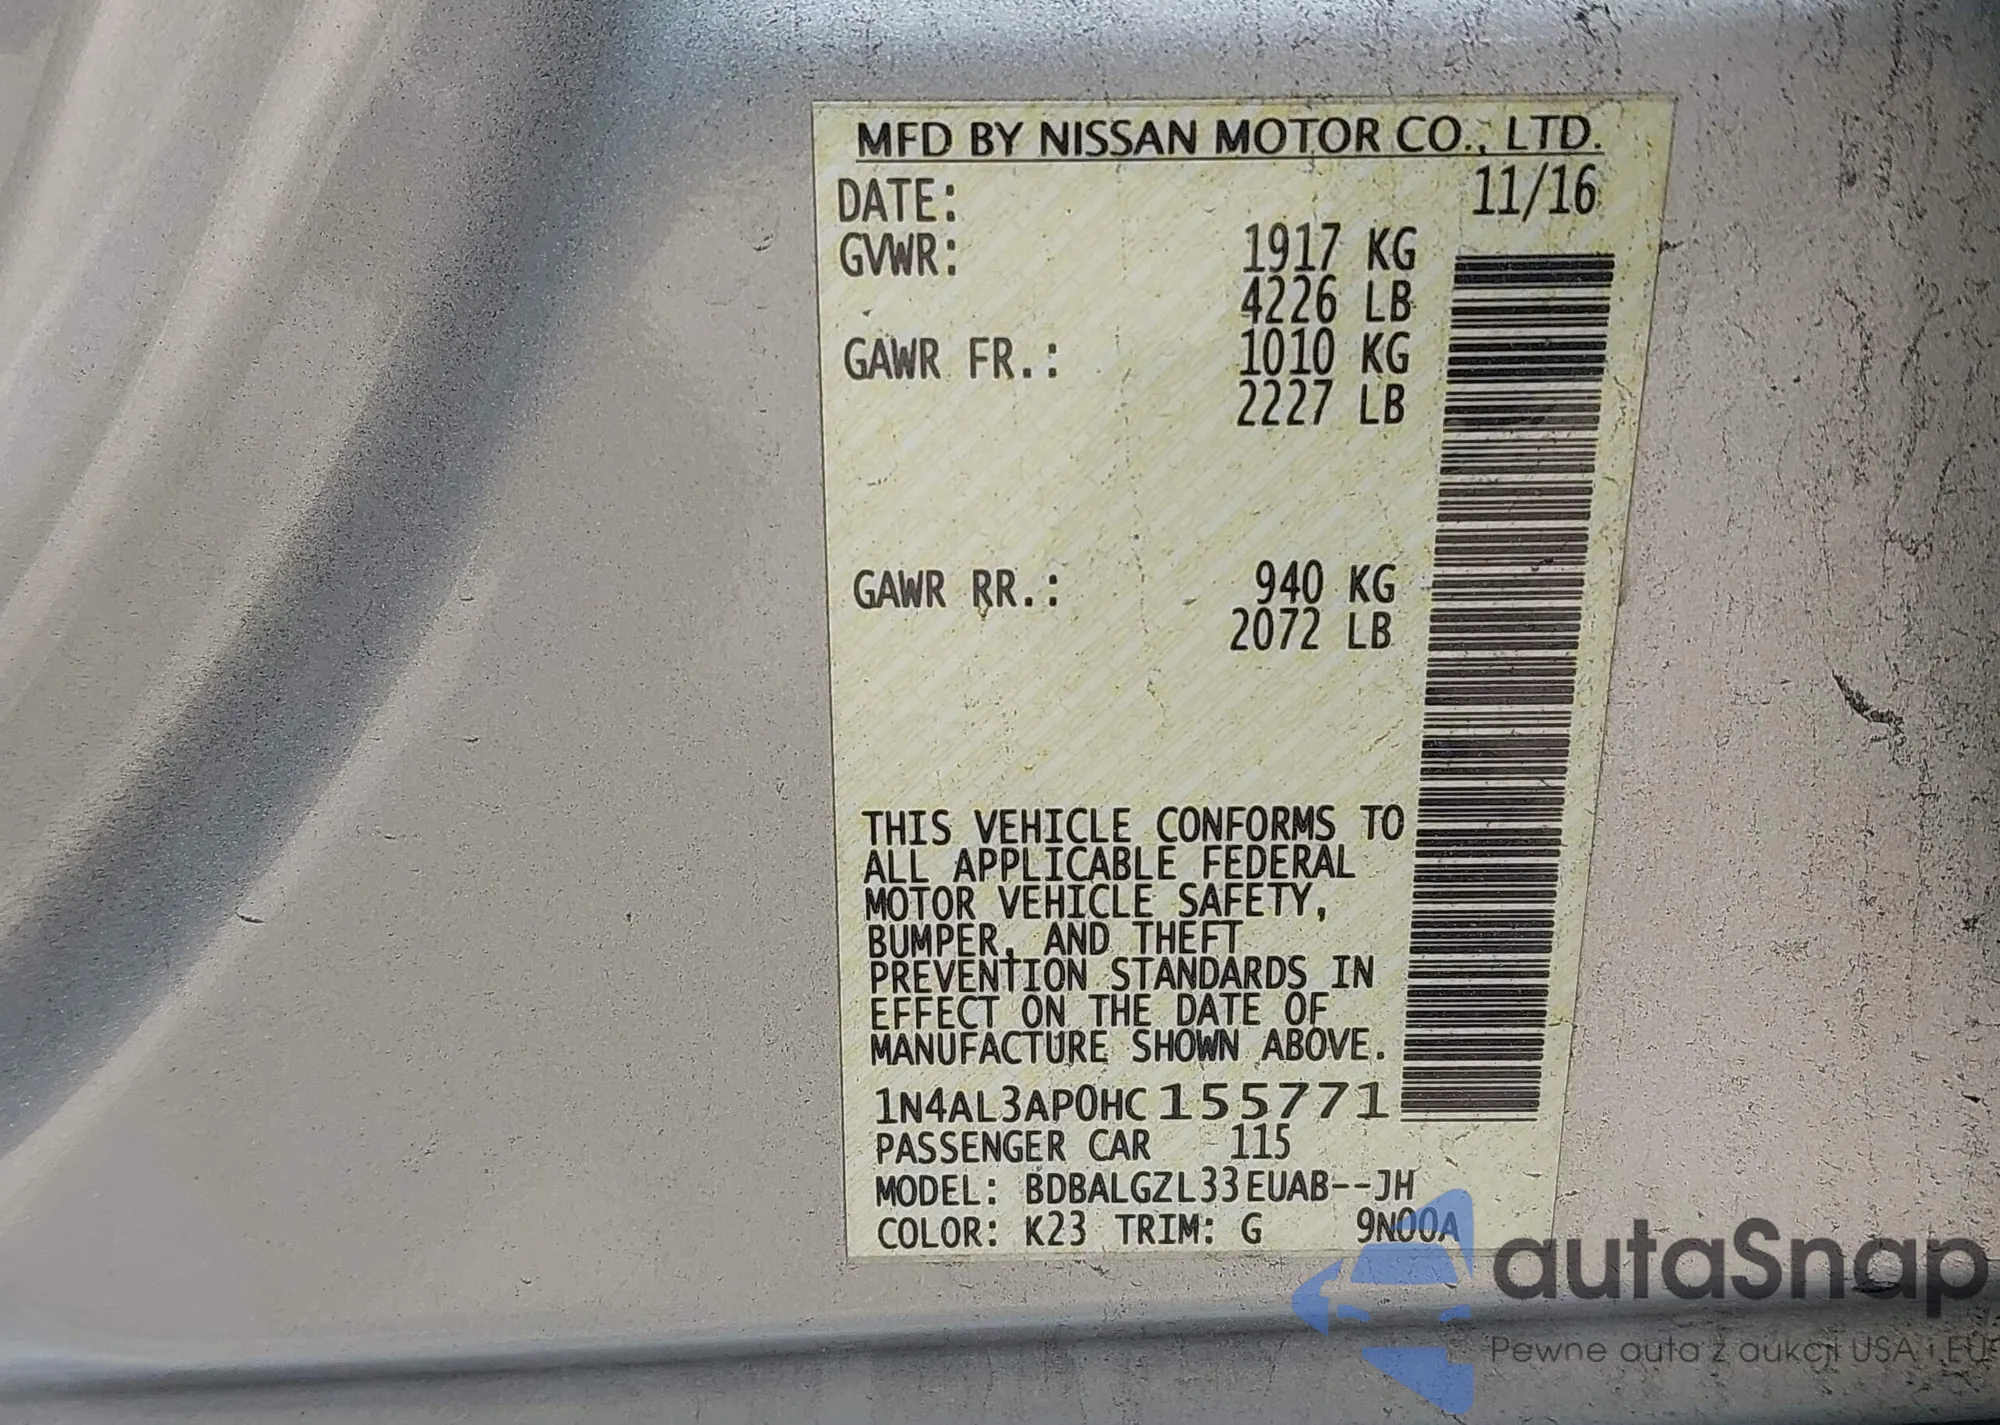 MFD BY NISSAN MOTOR CO., LTD.
DATE: 11/16
GVWR: 1917 KG
4226 LB
GAWR FR.: 1010 KG
2227 LB
GAWR RR.: 940 KG
2072 LB
THIS VEHICLE CONFORMS TO
ALL APPLICABLE FEDERAL
MOTOR VEHICLE SAFETY,
BUMPER, AND THEFT
PREVENTION STANDARDS IN
EFFECT ON THE DATE OF
MANUFACTURE SHOWN ABOVE.
1N4AL3AP0HC155771
PASSENGER CAR 115
MODEL: BDBALGZL33EUAB--JH
COLOR: K23 TRIM: G 9N00A
autaSnap
Pewne auta z aukcji USA i EU